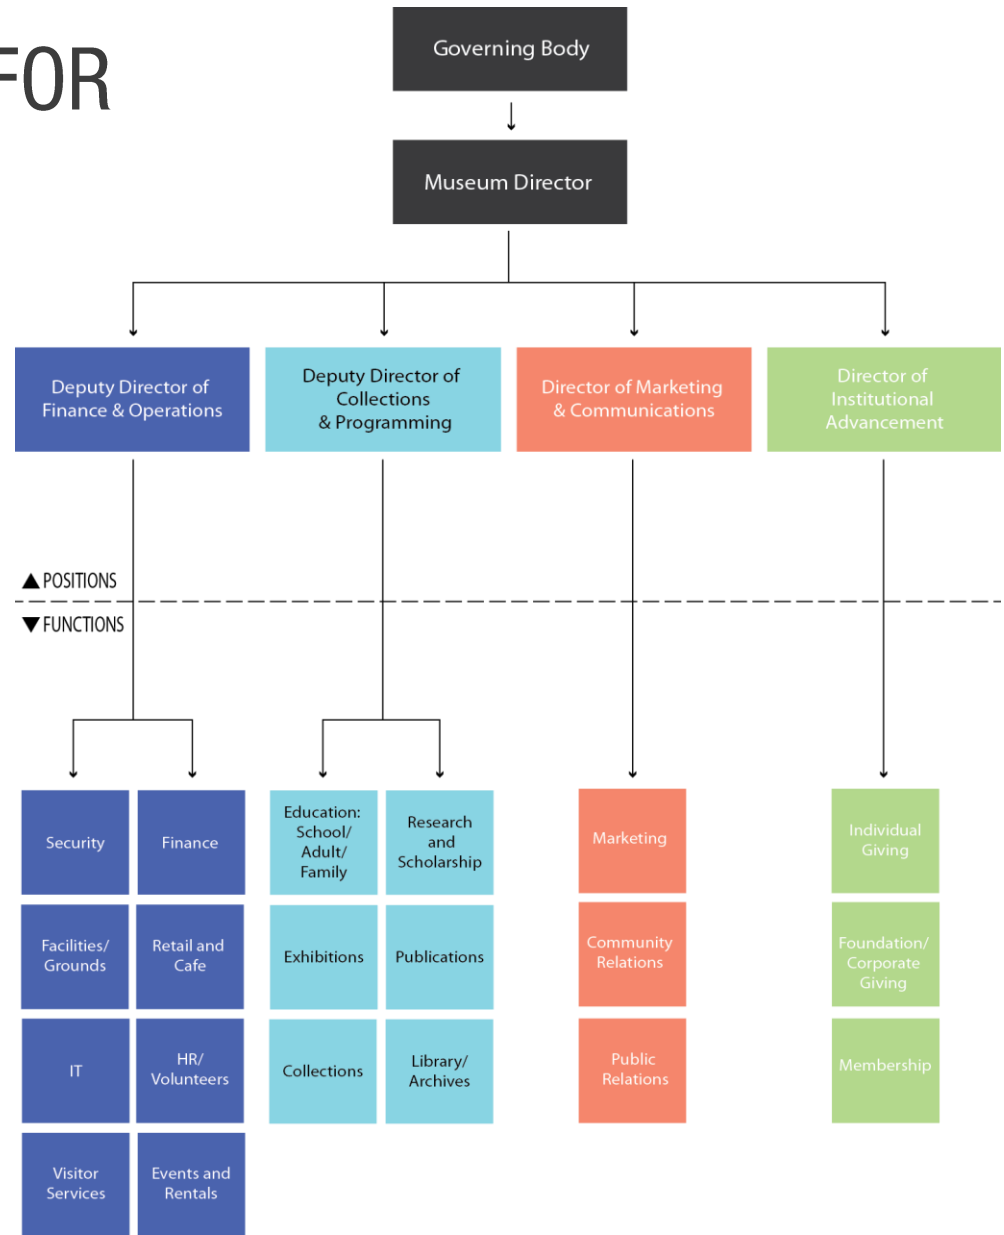 FOR
Governing Body
Museum Director
Deputy Director of
Finance & Operations
Deputy Director of
Collections
& Programming
Director of Marketing
& Communications
Director of
Institutional
Advancement
▲ POSITIONS
▼ FUNCTIONS
Security
Finance
Education:
School/
Adult/
Family
Research
and
Scholarship
Marketing
Individual
Giving
Facilities/
Grounds
Retail and
Cafe
Exhibitions
Publications
Community
Relations
Foundation/
Corporate
Giving
IT
HR/
Volunteers
Collections
Library/
Archives
Public
Relations
Membership
Visitor
Services
Events and
Rentals